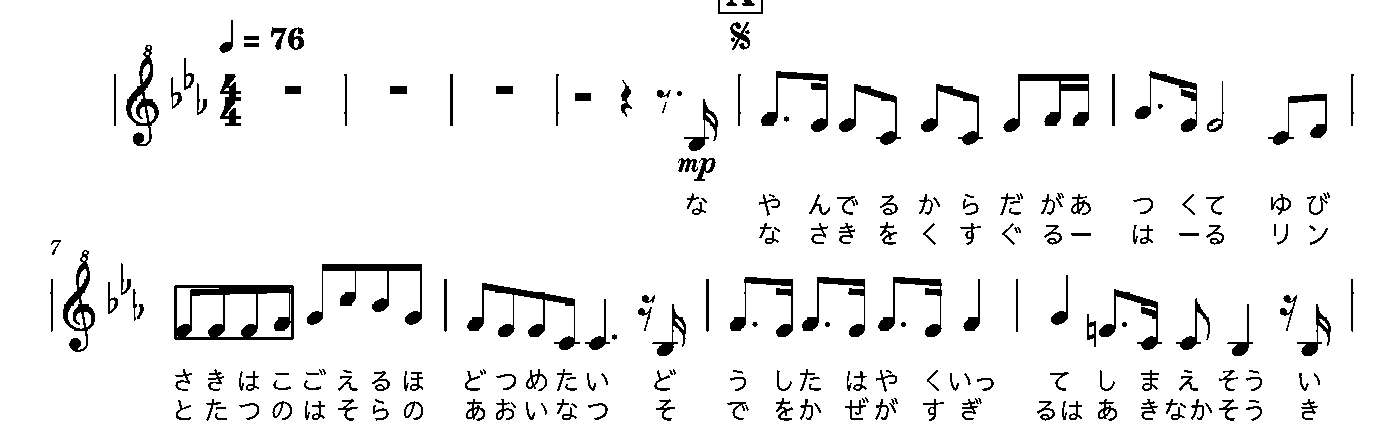 = 76
mp
な や んで る か ら だ があ つ くて ゆ び
な さき を く す ぐ るー は ーる リ ン
7
さ き は こ ご え る ほ ど つ め た い ど う した はや くいっ て し ま え そう い
と た つ の は そ ら の あ お い な つ そ で をか ぜが す ぎ るは あ きなか そう き